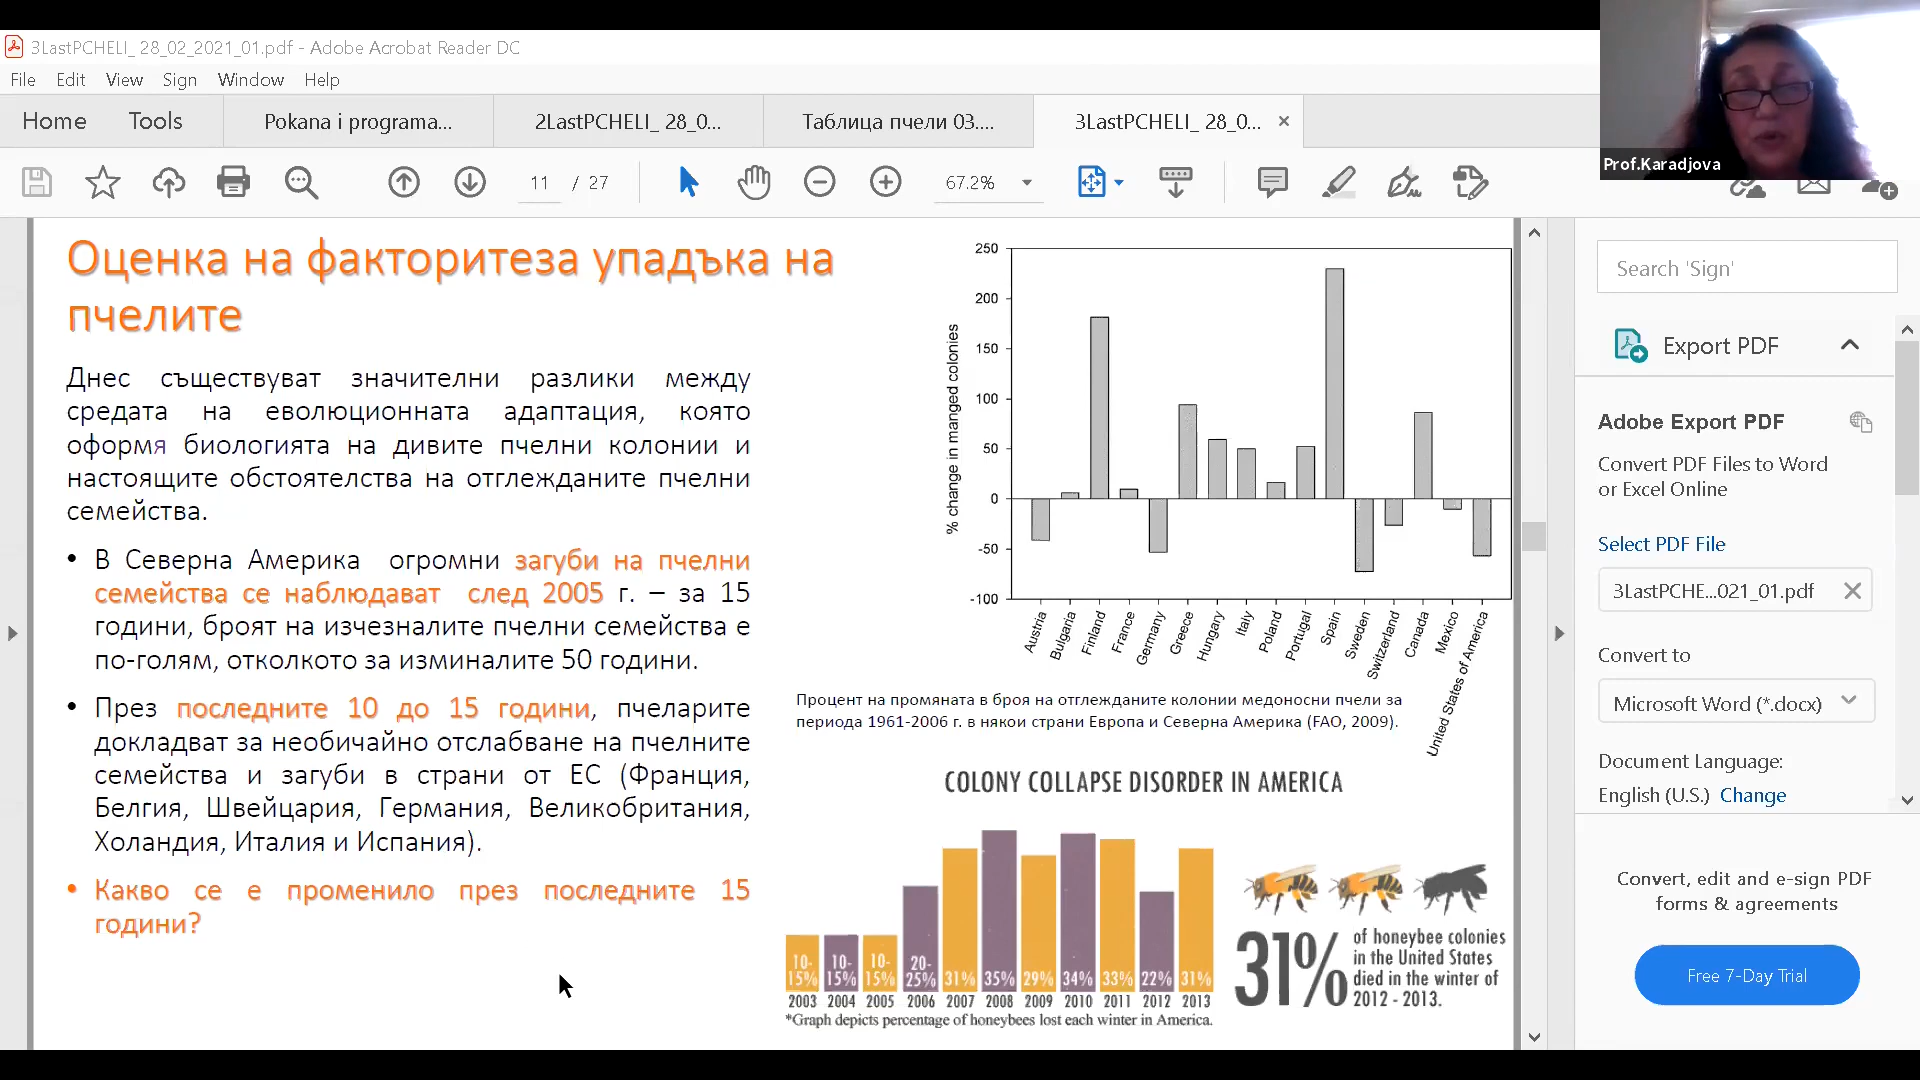 3LastPCHELI_ 28_02_2021_01.pdf - Adobe Acrobat Reader DC
File Edit View Sign Window Help
Home Tools Pokana i programa... 2LastPCHELI_ 28_0... Таблица пчели 03.... 3LastPCHELI_ 28_0... ×
11 / 27 67.2%
Prof.Karadjova
Оценка на факторитеза упадъка на
пчелите
Днес съществуват значителни разлики между
средата на еволюционната адаптация, която
оформя биологията на дивите пчелни колонии и
настоящите обстоятелства на отглежданите пчелни
семейства.
• В Северна Америка огромни загуби на пчелни
семейства се наблюдават след 2005 г. – за 15
години, броят на изчезналите пчелни семейства е
по-голям, отколкото за изминалите 50 години.
• През последните 10 до 15 години, пчеларите
докладват за необичайно отслабване на пчелните
семейства и загуби в страни от ЕС (Франция,
Белгия, Швейцария, Германия, Великобритания,
Холандия, Италия и Испания).
• Какво се е променило през последните 15
години?
% change in manged colonies
250
200
150
100
50
0
-50
-100
Austria
Bulgaria
Finland
France
Germany
Greece
Hungary
Italy
Poland
Portugal
Spain
Sweden
Switzerland
Canada
Mexico
United States of America
Процент на промяната в броя на отглежданите колонии медоносни пчели за
периода 1961-2006 г. в някои страни Европа и Северна Америка (FAO, 2009).
COLONY COLLAPSE DISORDER IN AMERICA
10-15% 10-15% 10-15% 20-25% 31% 35% 29% 34% 33% 22% 31%
2003 2004 2005 2006 2007 2008 2009 2010 2011 2012 2013
*Graph depicts percentage of honeybees lost each winter in America.
31%
of honeybee colonies
in the United States
died in the winter of
2012 - 2013.
Search 'Sign'
Export PDF
Adobe Export PDF
Convert PDF Files to Word
or Excel Online
Select PDF File
3LastPCHE...021_01.pdf
Convert to
Microsoft Word (*.docx)
Document Language:
English (U.S.) Change
Convert, edit and e-sign PDF
forms & agreements
Free 7-Day Trial